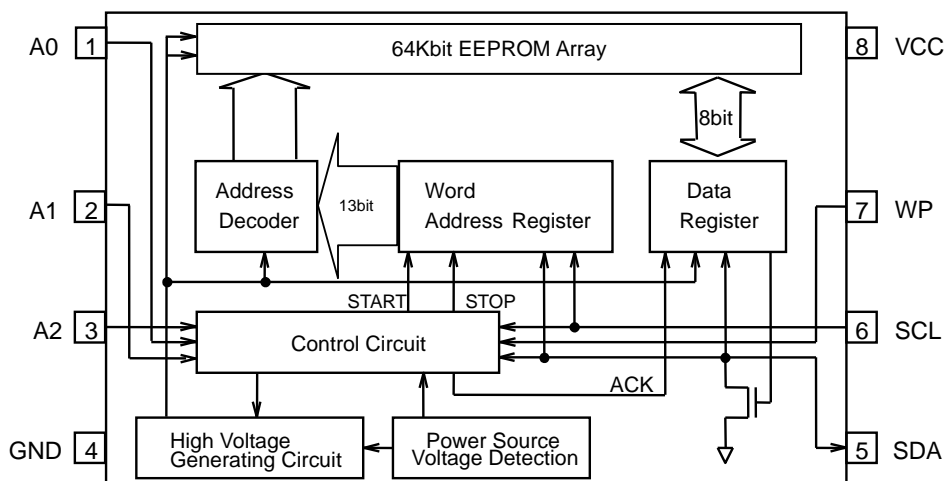 A0 1
64Kbit EEPROM Array
8 VCC
8bit
A1 2
Address
Decoder
13bit
Word
Address Register
Data
Register
7 WP
START
STOP
A2 3
Control Circuit
6 SCL
ACK
GND 4
High Voltage
Generating Circuit
Power Source
Voltage Detection
5 SDA